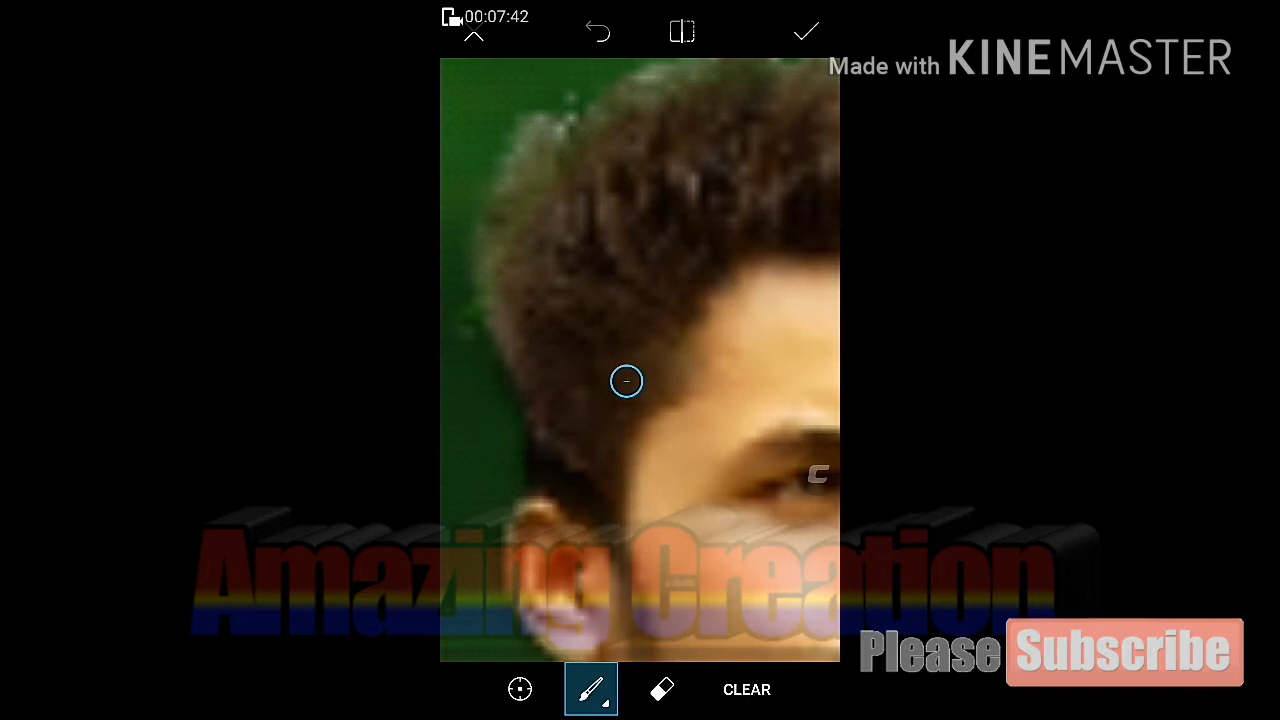 00:07:42
Made with KINEMASTER
Amazing Creation
Please Subscribe
CLEAR